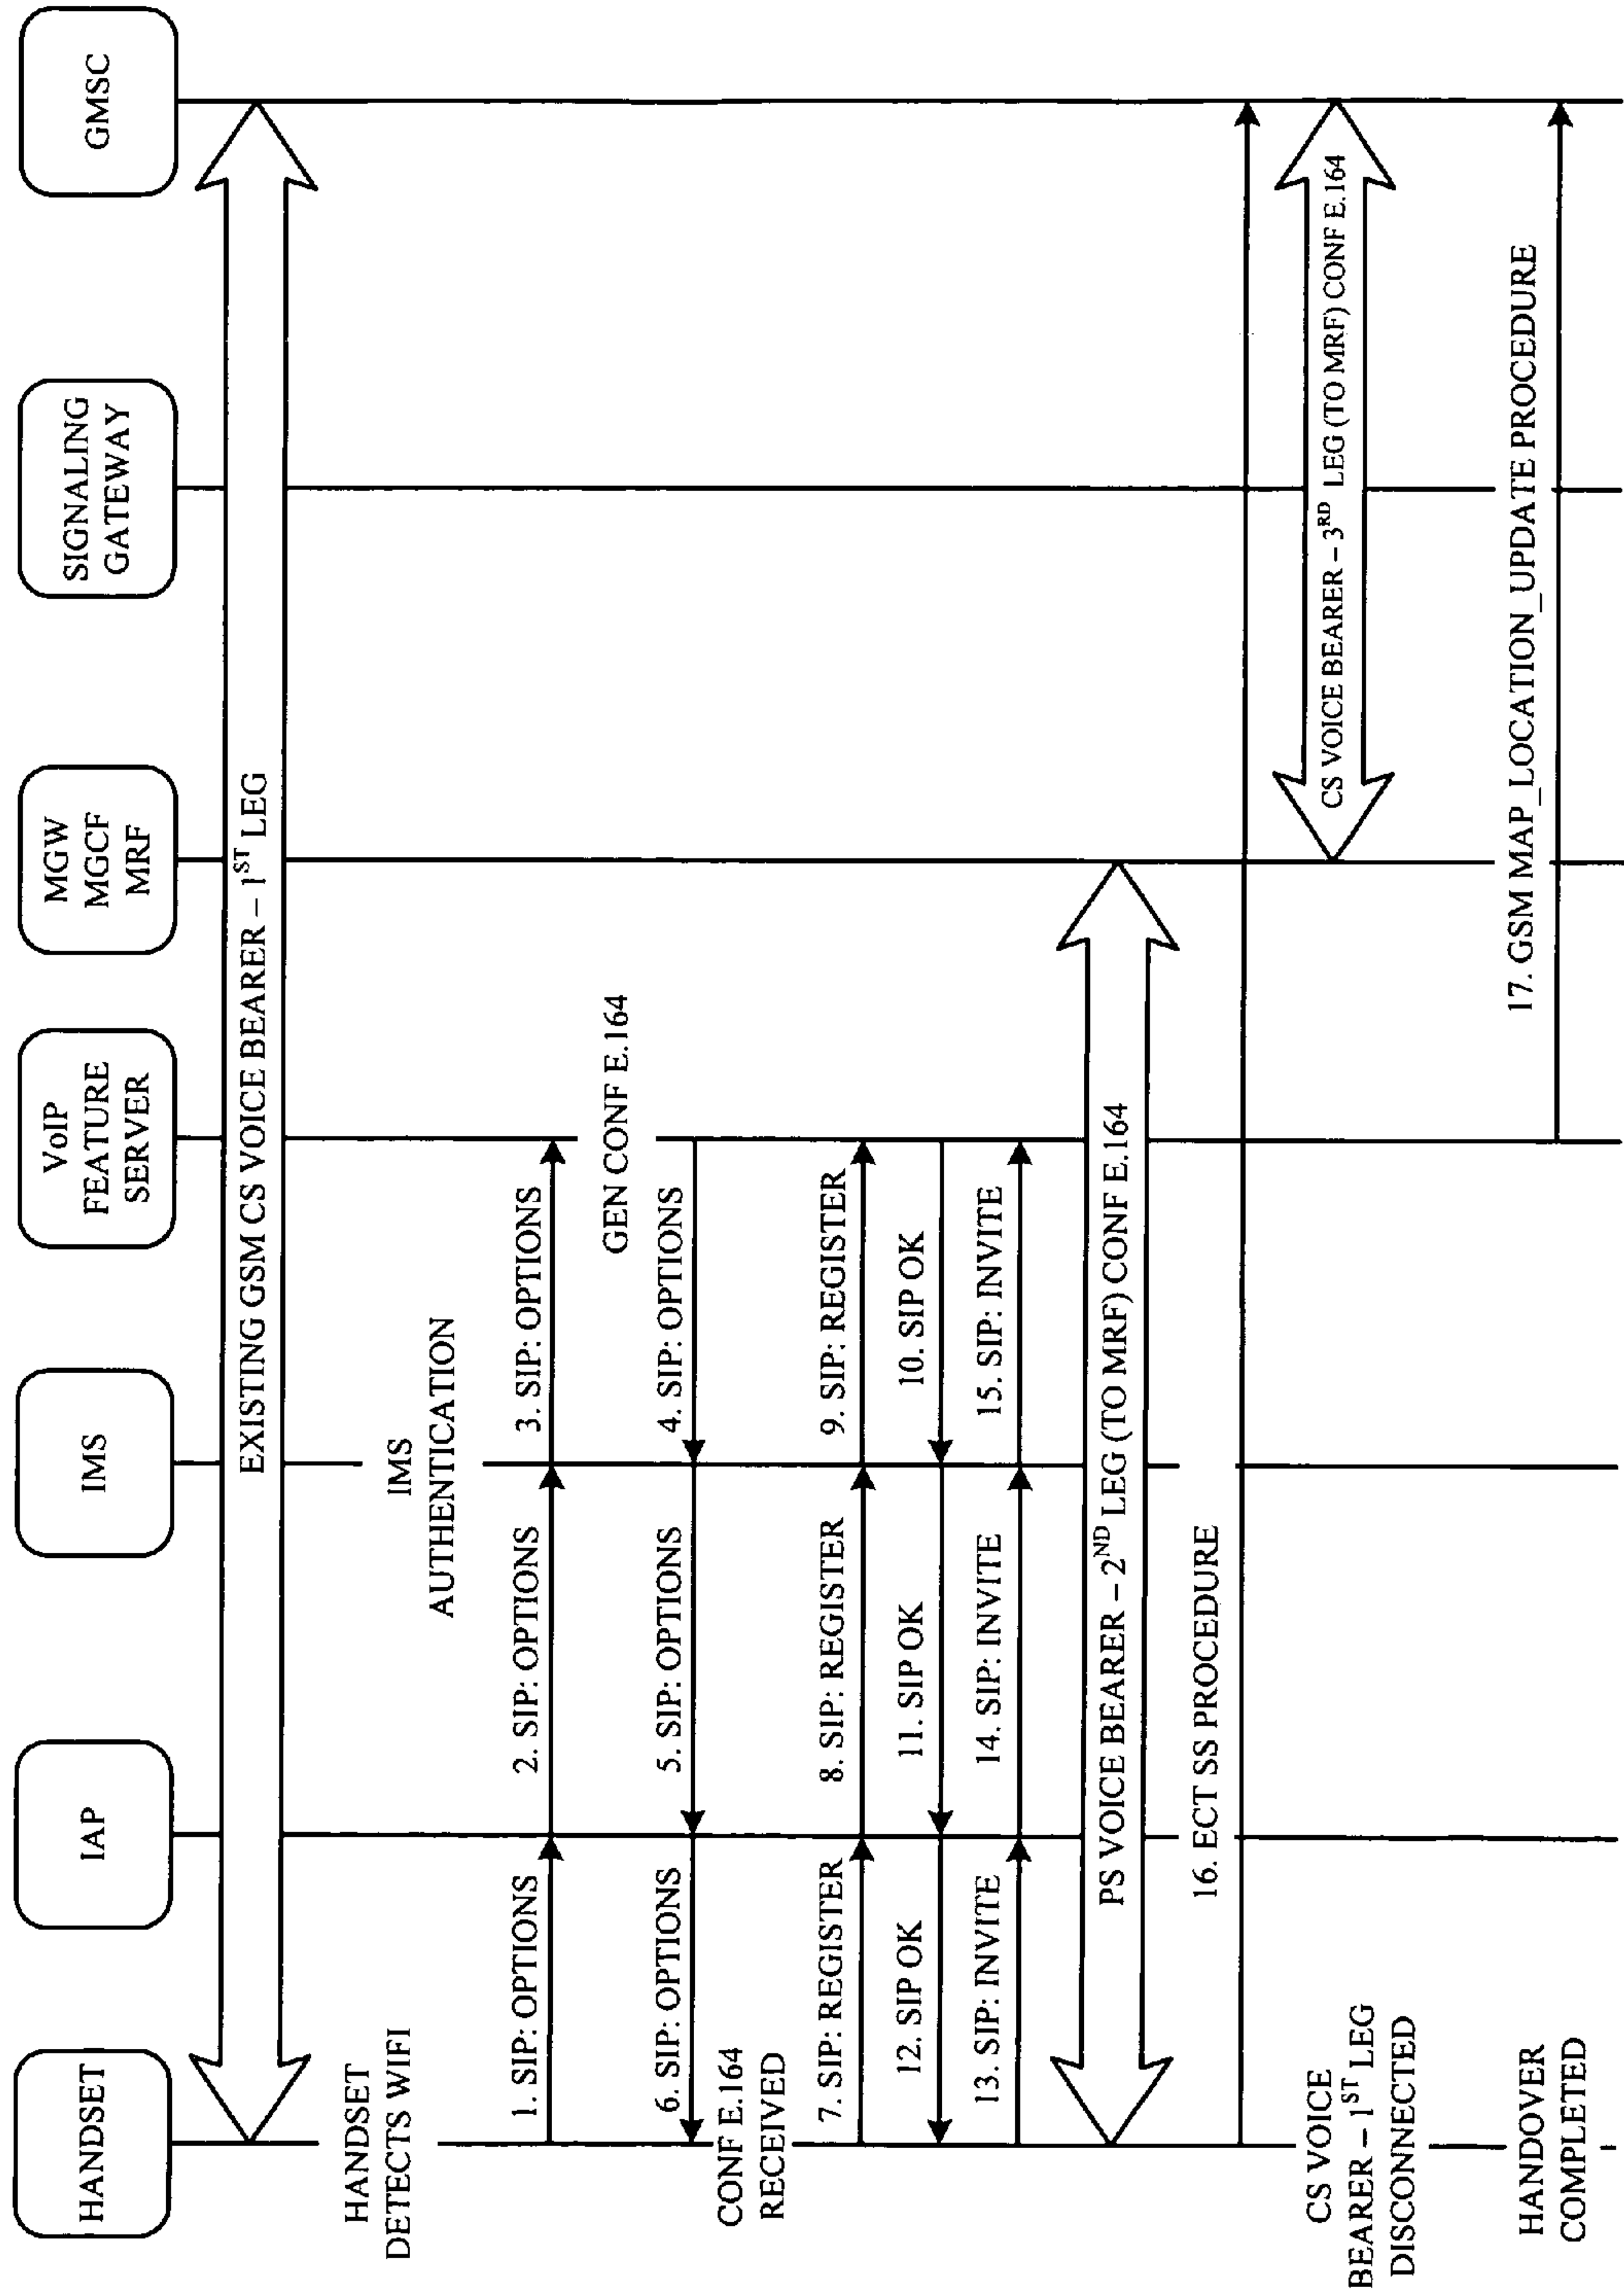 HANDSET
IAP
IMS
VoIP
FEATURE
SERVER
MGW
MGCF
MRF
SIGNALING
GATEWAY
GMSC
EXISTING GSM CS VOICE BEARER – 1ST LEG
HANDSET
DETECTS WIFI
IMS
AUTHENTICATION
1. SIP: OPTIONS
2. SIP: OPTIONS
3. SIP: OPTIONS
GEN CONF E.164
6. SIP: OPTIONS
5. SIP: OPTIONS
4. SIP: OPTIONS
CONF E.164
RECEIVED
7. SIP: REGISTER
8. SIP: REGISTER
9. SIP: REGISTER
12. SIP OK
11. SIP OK
10. SIP OK
13. SIP: INVITE
14. SIP: INVITE
15. SIP: INVITE
PS VOICE BEARER – 2ND LEG (TO MRF) CONF E.164
16. ECT SS PROCEDURE
CS VOICE
BEARER – 1ST LEG
DISCONNECTED
CS VOICE BEARER – 3RD LEG (TO MRF) CONF E.164
17. GSM MAP_LOCATION_UPDATE PROCEDURE
HANDOVER
COMPLETED